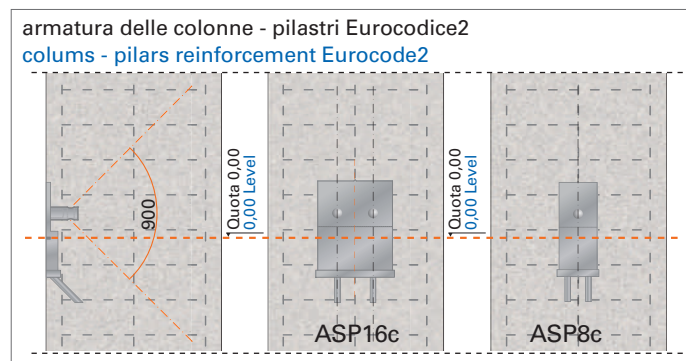 armatura delle colonne - pilastri Eurocodice2
colums - pilars reinforcement Eurocode2
900
Quota 0,00
0,00 Level
Quota 0,00
0,00 Level
ASP16c
ASP8c